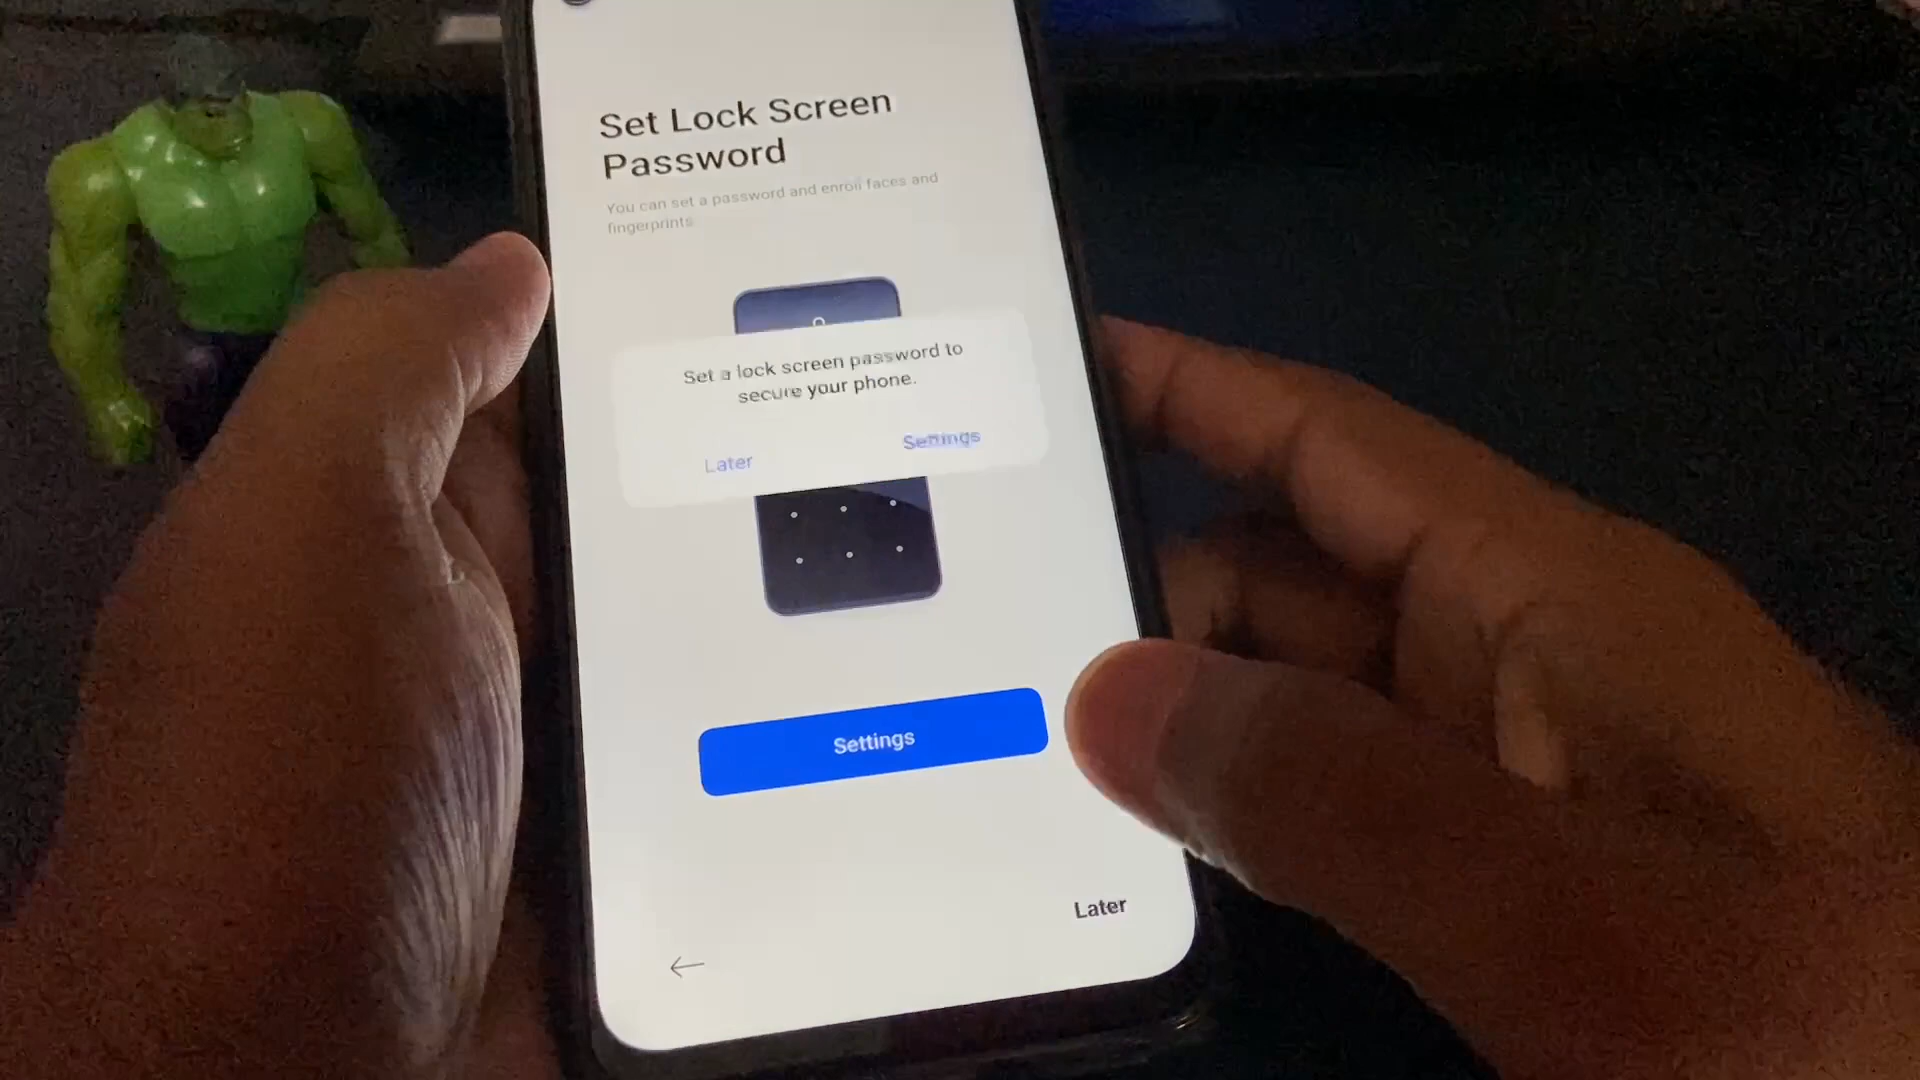 Set Lock Screen
Password
You can set a password and enroll faces and
fingerprints
Set a lock screen password to
secure your phone.
Later
Settings
Settings
Later